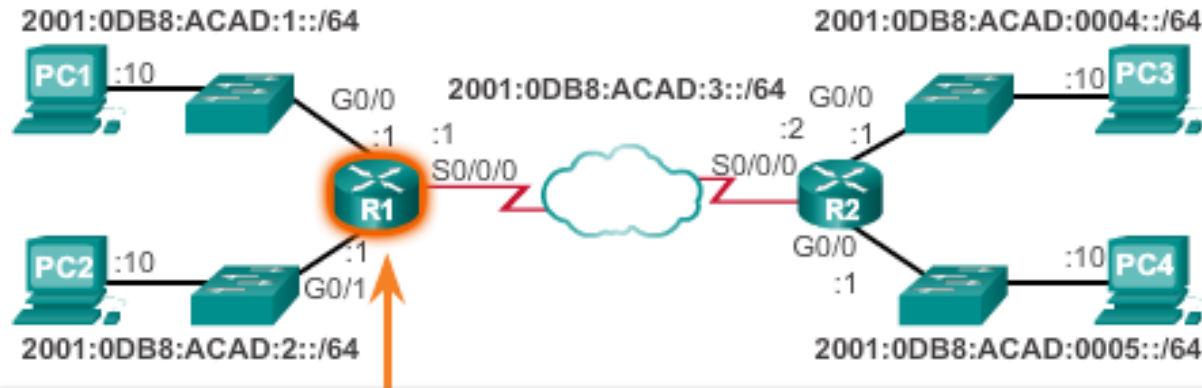 2001:0DB8:ACAD:1::/64
2001:0DB8:ACAD:0004::/64
PC1
:10
G0/0
:1
:1
S0/0/0
2001:0DB8:ACAD:3::/64
G0/0
:2
:1
S0/0/0
:10
PC3
R1
R2
PC2
:10
:1
G0/1
G0/0
:1
:10
PC4
2001:0DB8:ACAD:2::/64
2001:0DB8:ACAD:0005::/64